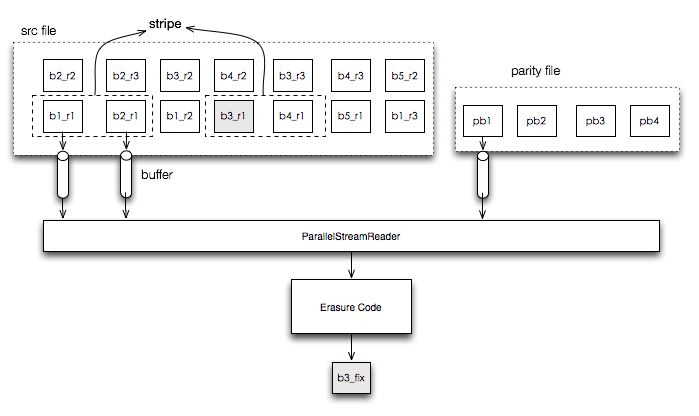 stripe
src file
b2_r2 b2_r3 b3_r2 b4_r2 b3_r3 b4_r3 b5_r2
parity file
b1_r1 b2_r1 b1_r2 b3_r1 b4_r1 b5_r1 b1_r3
pb1 pb2 pb3 pb4
buffer
ParallelStreamReader
Erasure Code
b3_fix